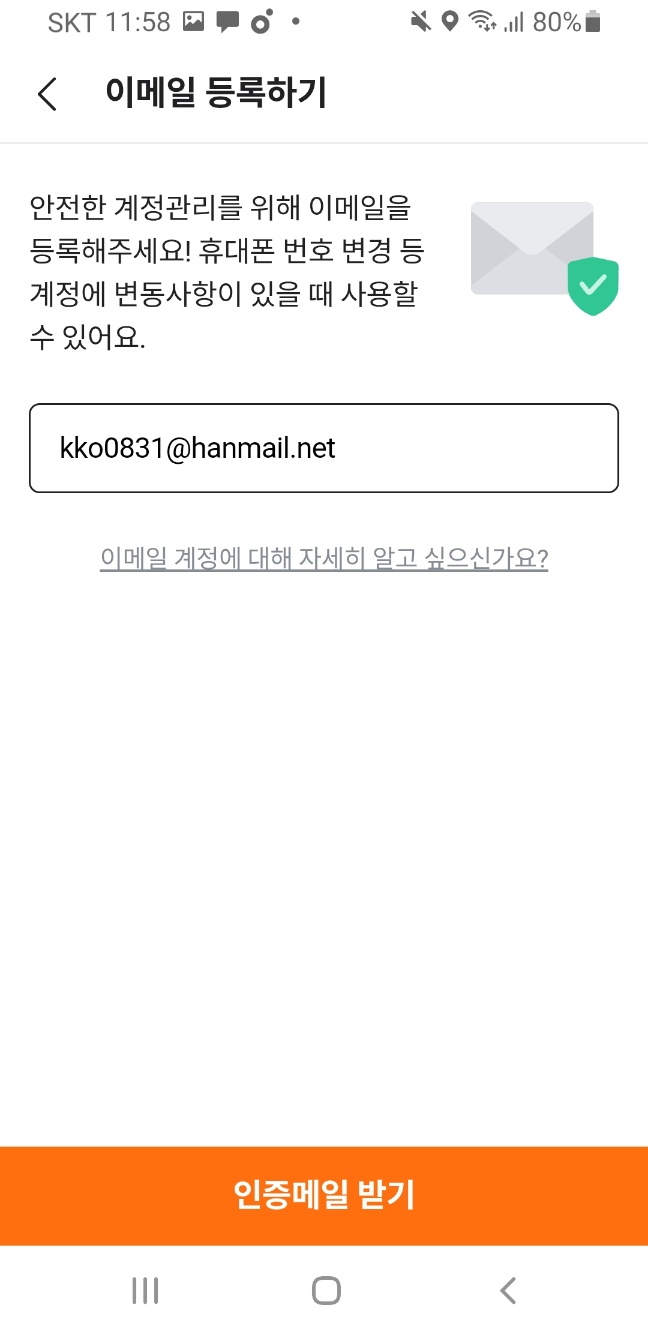 SKT 11:58 80%
이메일 등록하기
안전한 계정관리를 위해 이메일을
등록해주세요! 휴대폰 번호 변경 등
계정에 변동사항이 있을 때 사용할
수 있어요.
kko0831@hanmail.net
이메일 계정에 대해 자세히 알고 싶으신가요?
인증메일 받기